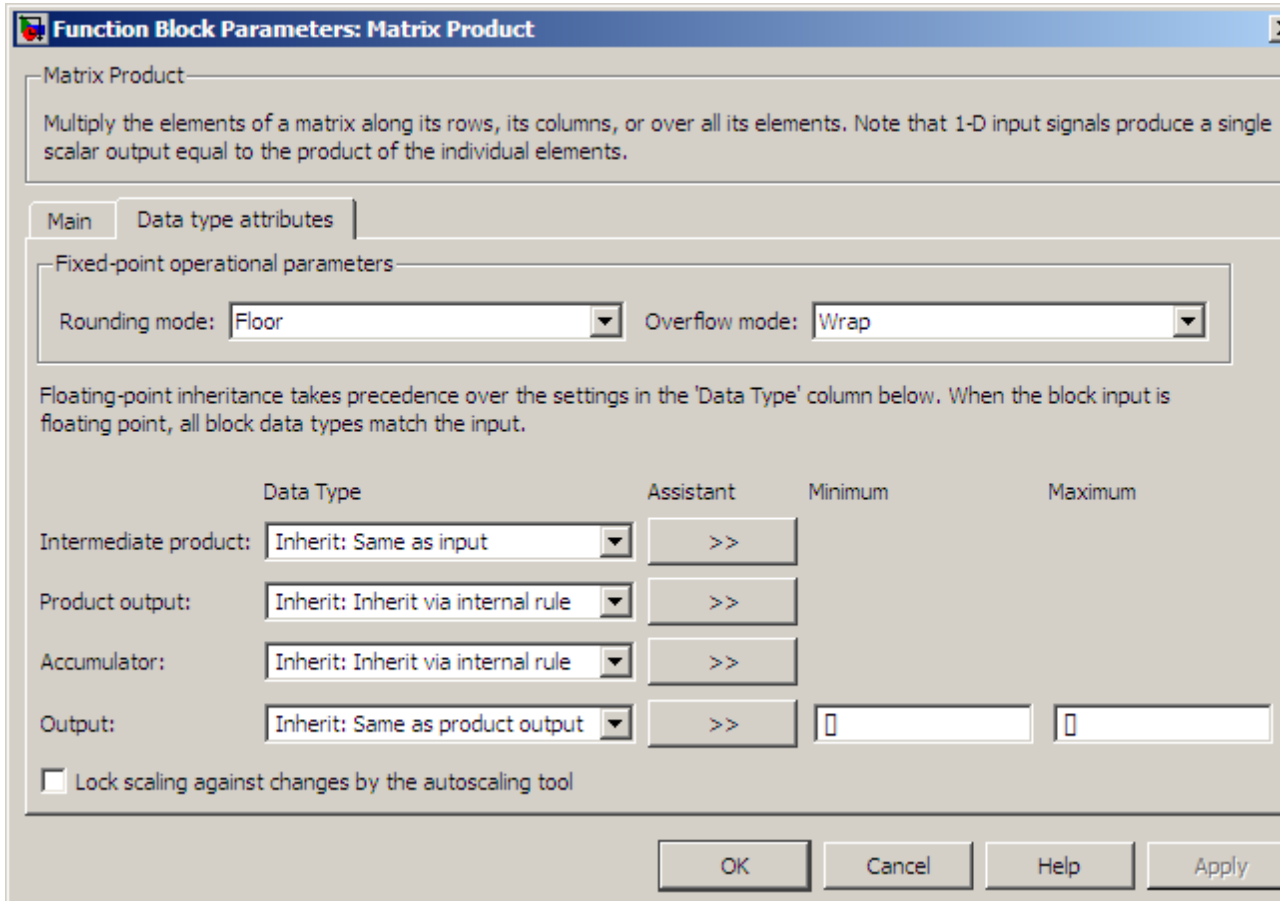 Function Block Parameters: Matrix Product
Matrix Product
Multiply the elements of a matrix along its rows, its columns, or over all its elements. Note that 1-D input signals produce a single
scalar output equal to the product of the individual elements.
Main Data type attributes
Fixed-point operational parameters
Rounding mode: Floor Overflow mode: Wrap
Floating-point inheritance takes precedence over the settings in the 'Data Type' column below. When the block input is
floating point, all block data types match the input.
Data Type Assistant Minimum Maximum
Intermediate product: Inherit: Same as input >>
Product output: Inherit: Inherit via internal rule >>
Accumulator: Inherit: Inherit via internal rule >>
Output: Inherit: Same as product output >> [] []
Lock scaling against changes by the autoscaling tool
OK Cancel Help Apply